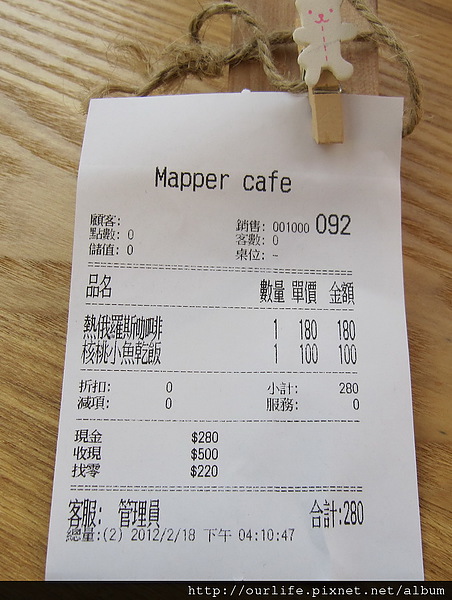 Mapper cafe
顧客:
銷售: 001000 092
點數: 0
客數: 0
儲值: 0
桌位: -
品名 數量 單價 金額
熱俄羅斯咖啡 1 180 180
核桃小魚乾飯 1 100 100
折扣: 0 小計: 280
減項: 0 服務: 0
現金 $280
收現 $500
找零 $220
客服: 管理員 合計:280
總量:(2) 2012/2/18 下午 04:10:47
http://ourlife.pixnet.net/album